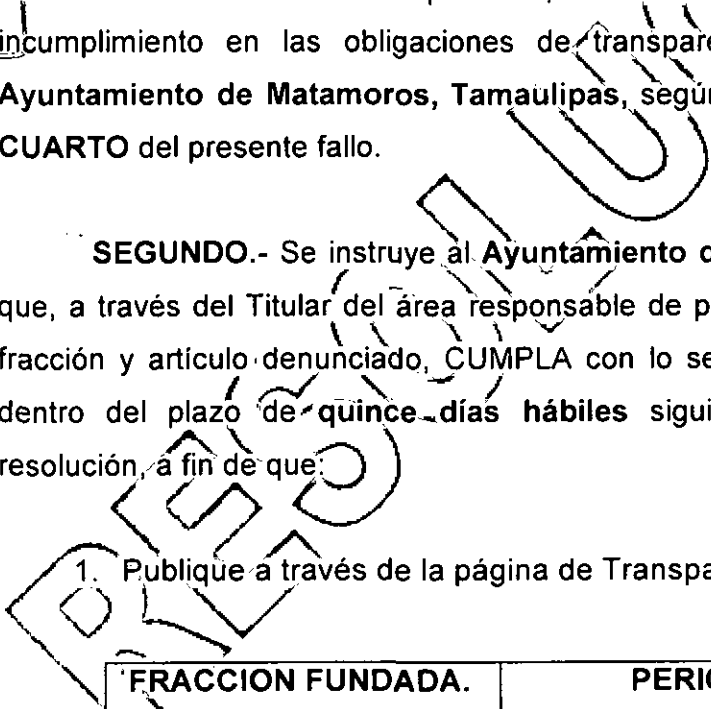 incumplimiento en las obligaciones de transpare
Ayuntamiento de Matamoros, Tamaulipas, según
CUARTO del presente fallo.
SEGUNDO.- Se instruye al Ayuntamiento d
que, a través del Titular del área responsable de p
fracción y artículo denunciado, CUMPLA con lo se
dentro del plazo de quince días hábiles sigui
resolución, a fin de que:
1. Publique a través de la página de Transpa
FRACCION FUNDADA. PERIO
RESOLU